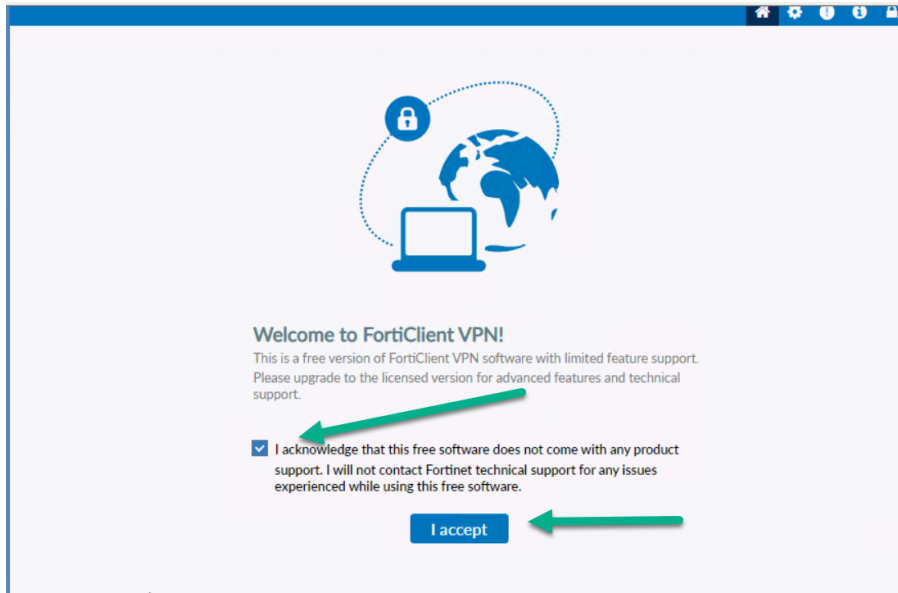 Welcome to FortiClient VPN!
This is a free version of FortiClient VPN software with limited feature support.
Please upgrade to the licensed version for advanced features and technical
support.
I acknowledge that this free software does not come with any product
support. I will not contact Fortinet technical support for any issues
experienced while using this free software.
I accept